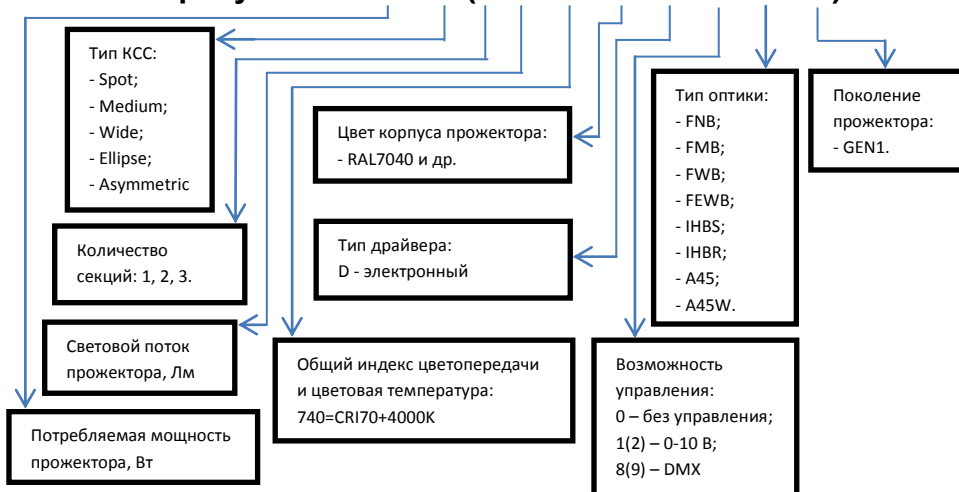 Тип КСС:
- Spot;
- Medium;
- Wide;
- Ellipse;
- Asymmetric
Количество
секций: 1, 2, 3.
Световой поток
прожектора, Лм
Потребляемая мощность
прожектора, Вт
Цвет корпуса прожектора:
- RAL7040 и др.
Тип драйвера:
D - электронный
Общий индекс цветопередачи
и цветовая температура:
740=CRI70+4000K
Тип оптики:
- FNB;
- FMB;
- FWB;
- FEWB;
- IHBS;
- IHBR;
- A45;
- A45W.
Возможность
управления:
0 – без управления;
1(2) – 0-10 В;
8(9) – DMX
Поколение
прожектора:
- GEN1.